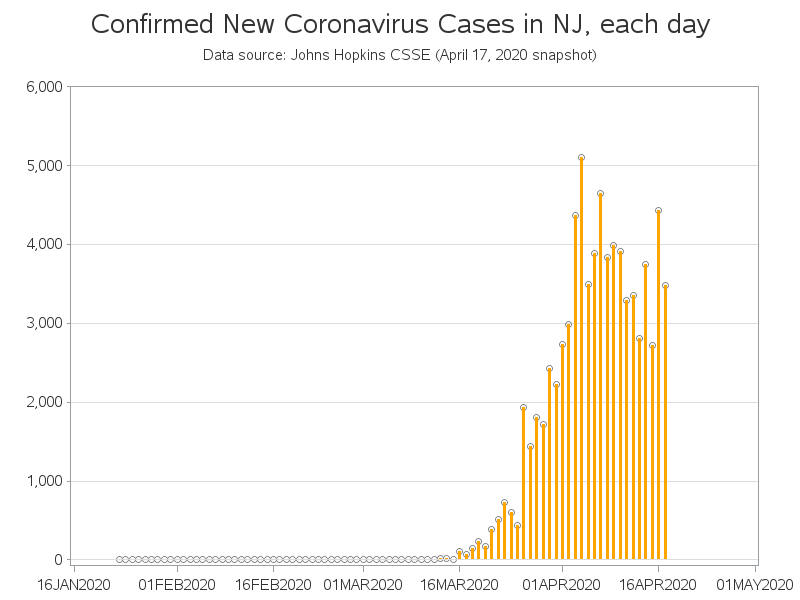 Confirmed New Coronavirus Cases in NJ, each day
Data source: Johns Hopkins CSSE (April 17, 2020 snapshot)
6,000
5,000
4,000
3,000
2,000
1,000
0
16JAN2020 01FEB2020 16FEB2020 01MAR2020 16MAR2020 01APR2020 16APR2020 01MAY2020